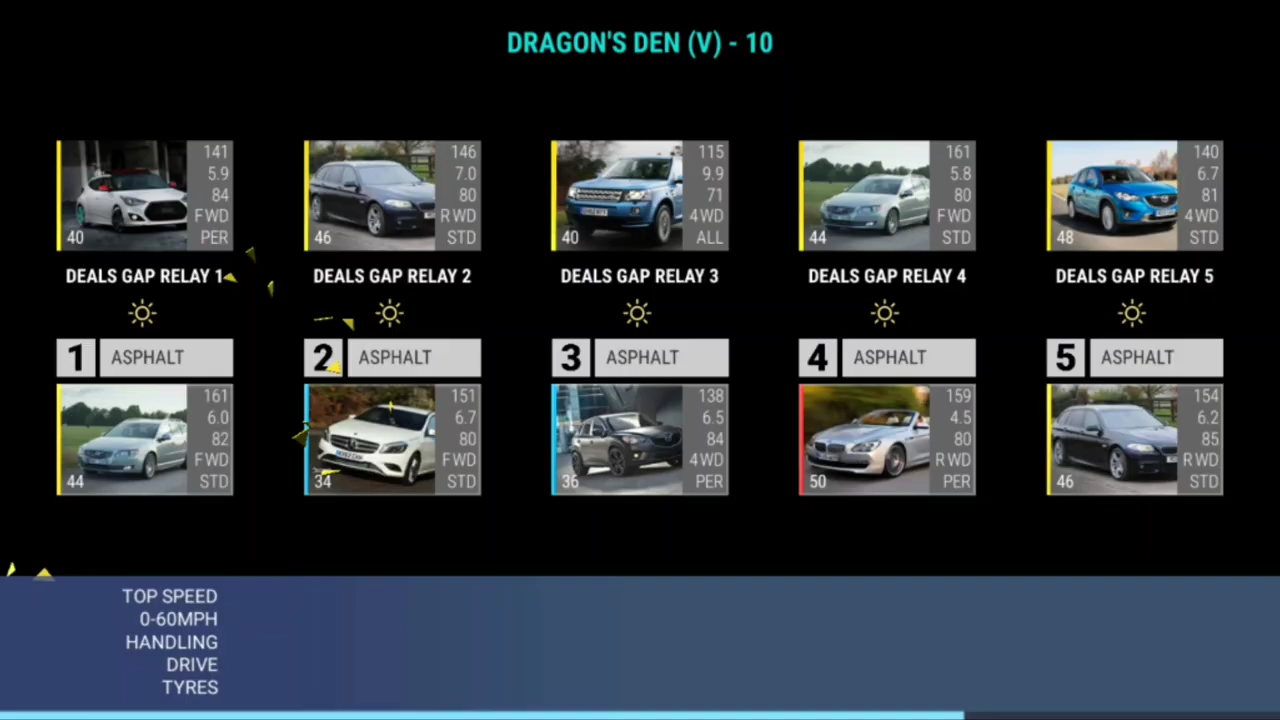 DRAGON'S DEN (V) - 10
141
5.9
84
FWD
40 PER
146
7.0
80
RWD
46 STD
115
9.9
71
4WD
40 ALL
161
5.8
80
FWD
44 STD
140
6.7
81
4WD
48 STD
DEALS GAP RELAY 1
DEALS GAP RELAY 2
DEALS GAP RELAY 3
DEALS GAP RELAY 4
DEALS GAP RELAY 5
1 ASPHALT
2 ASPHALT
3 ASPHALT
4 ASPHALT
5 ASPHALT
161
6.0
82
FWD
44 STD
151
6.7
80
FWD
34 STD
138
6.5
84
4WD
36 PER
159
4.5
80
RWD
50 PER
154
6.2
85
RWD
46 STD
TOP SPEED
0-60MPH
HANDLING
DRIVE
TYRES